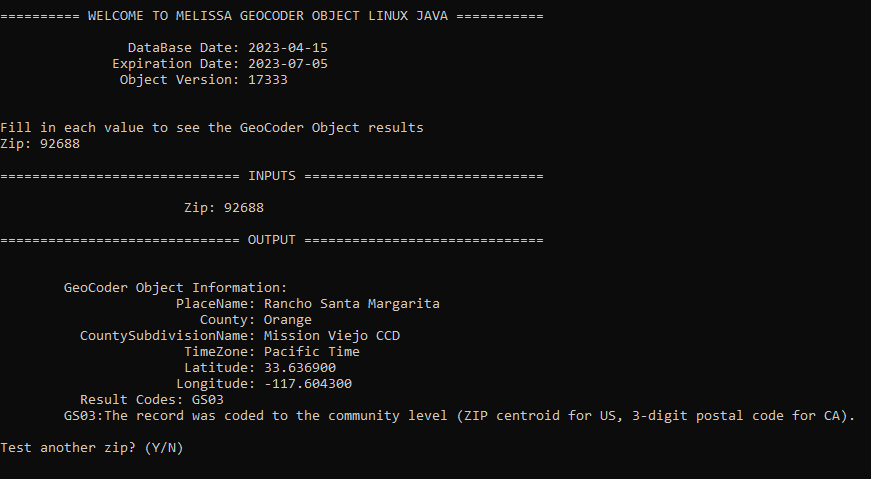 ========== WELCOME TO MELISSA GEOCODER OBJECT LINUX JAVA ===========
DataBase Date: 2023-04-15
Expiration Date: 2023-07-05
Object Version: 17333
Fill in each value to see the GeoCoder Object results
Zip: 92688
============================== INPUTS ==============================
Zip: 92688
============================== OUTPUT ==============================
GeoCoder Object Information:
PlaceName: Rancho Santa Margarita
County: Orange
CountySubdivisionName: Mission Viejo CCD
TimeZone: Pacific Time
Latitude: 33.636900
Longitude: -117.604300
Result Codes: GS03
GS03:The record was coded to the community level (ZIP centroid for US, 3-digit postal code for CA).
Test another zip? (Y/N)